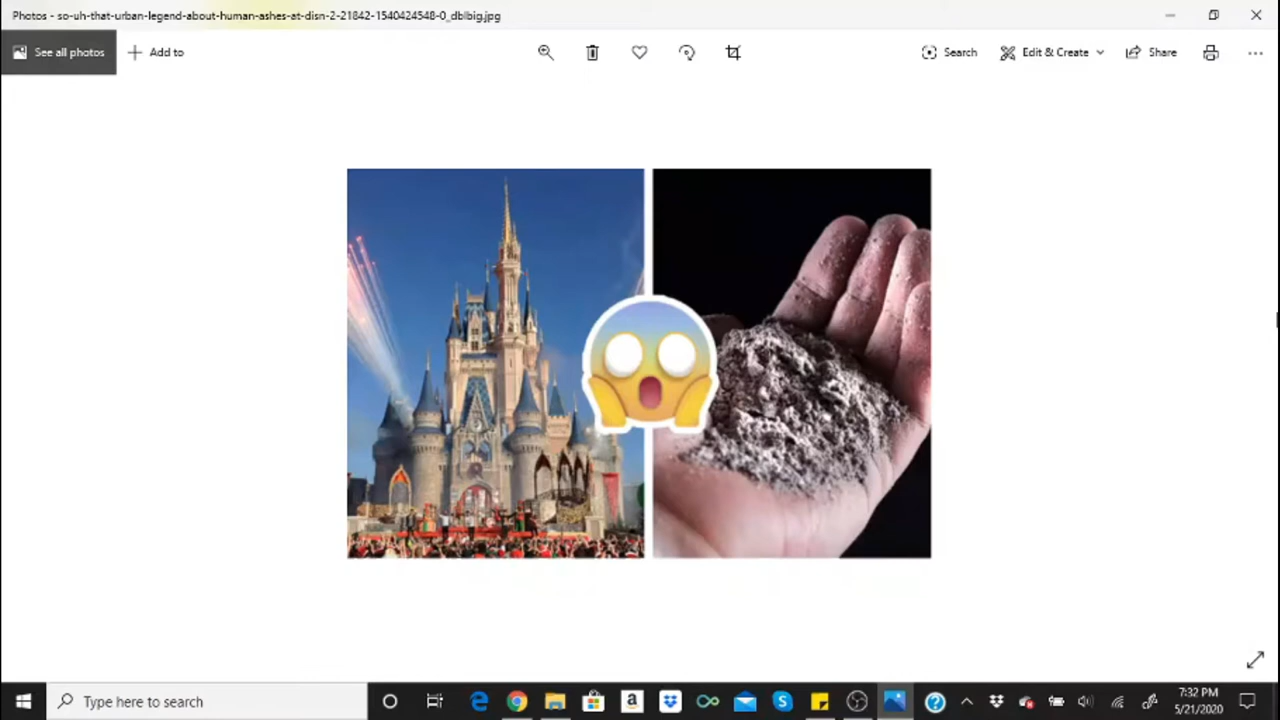 Photos - so-uh-that-urban-legend-about-human-ashes-at-disn-2-21842-1540424548-0_dblbig.jpg
See all photos
Add to
Search
Edit & Create
Share
Type here to search
a
7:32 PM
5/21/2020